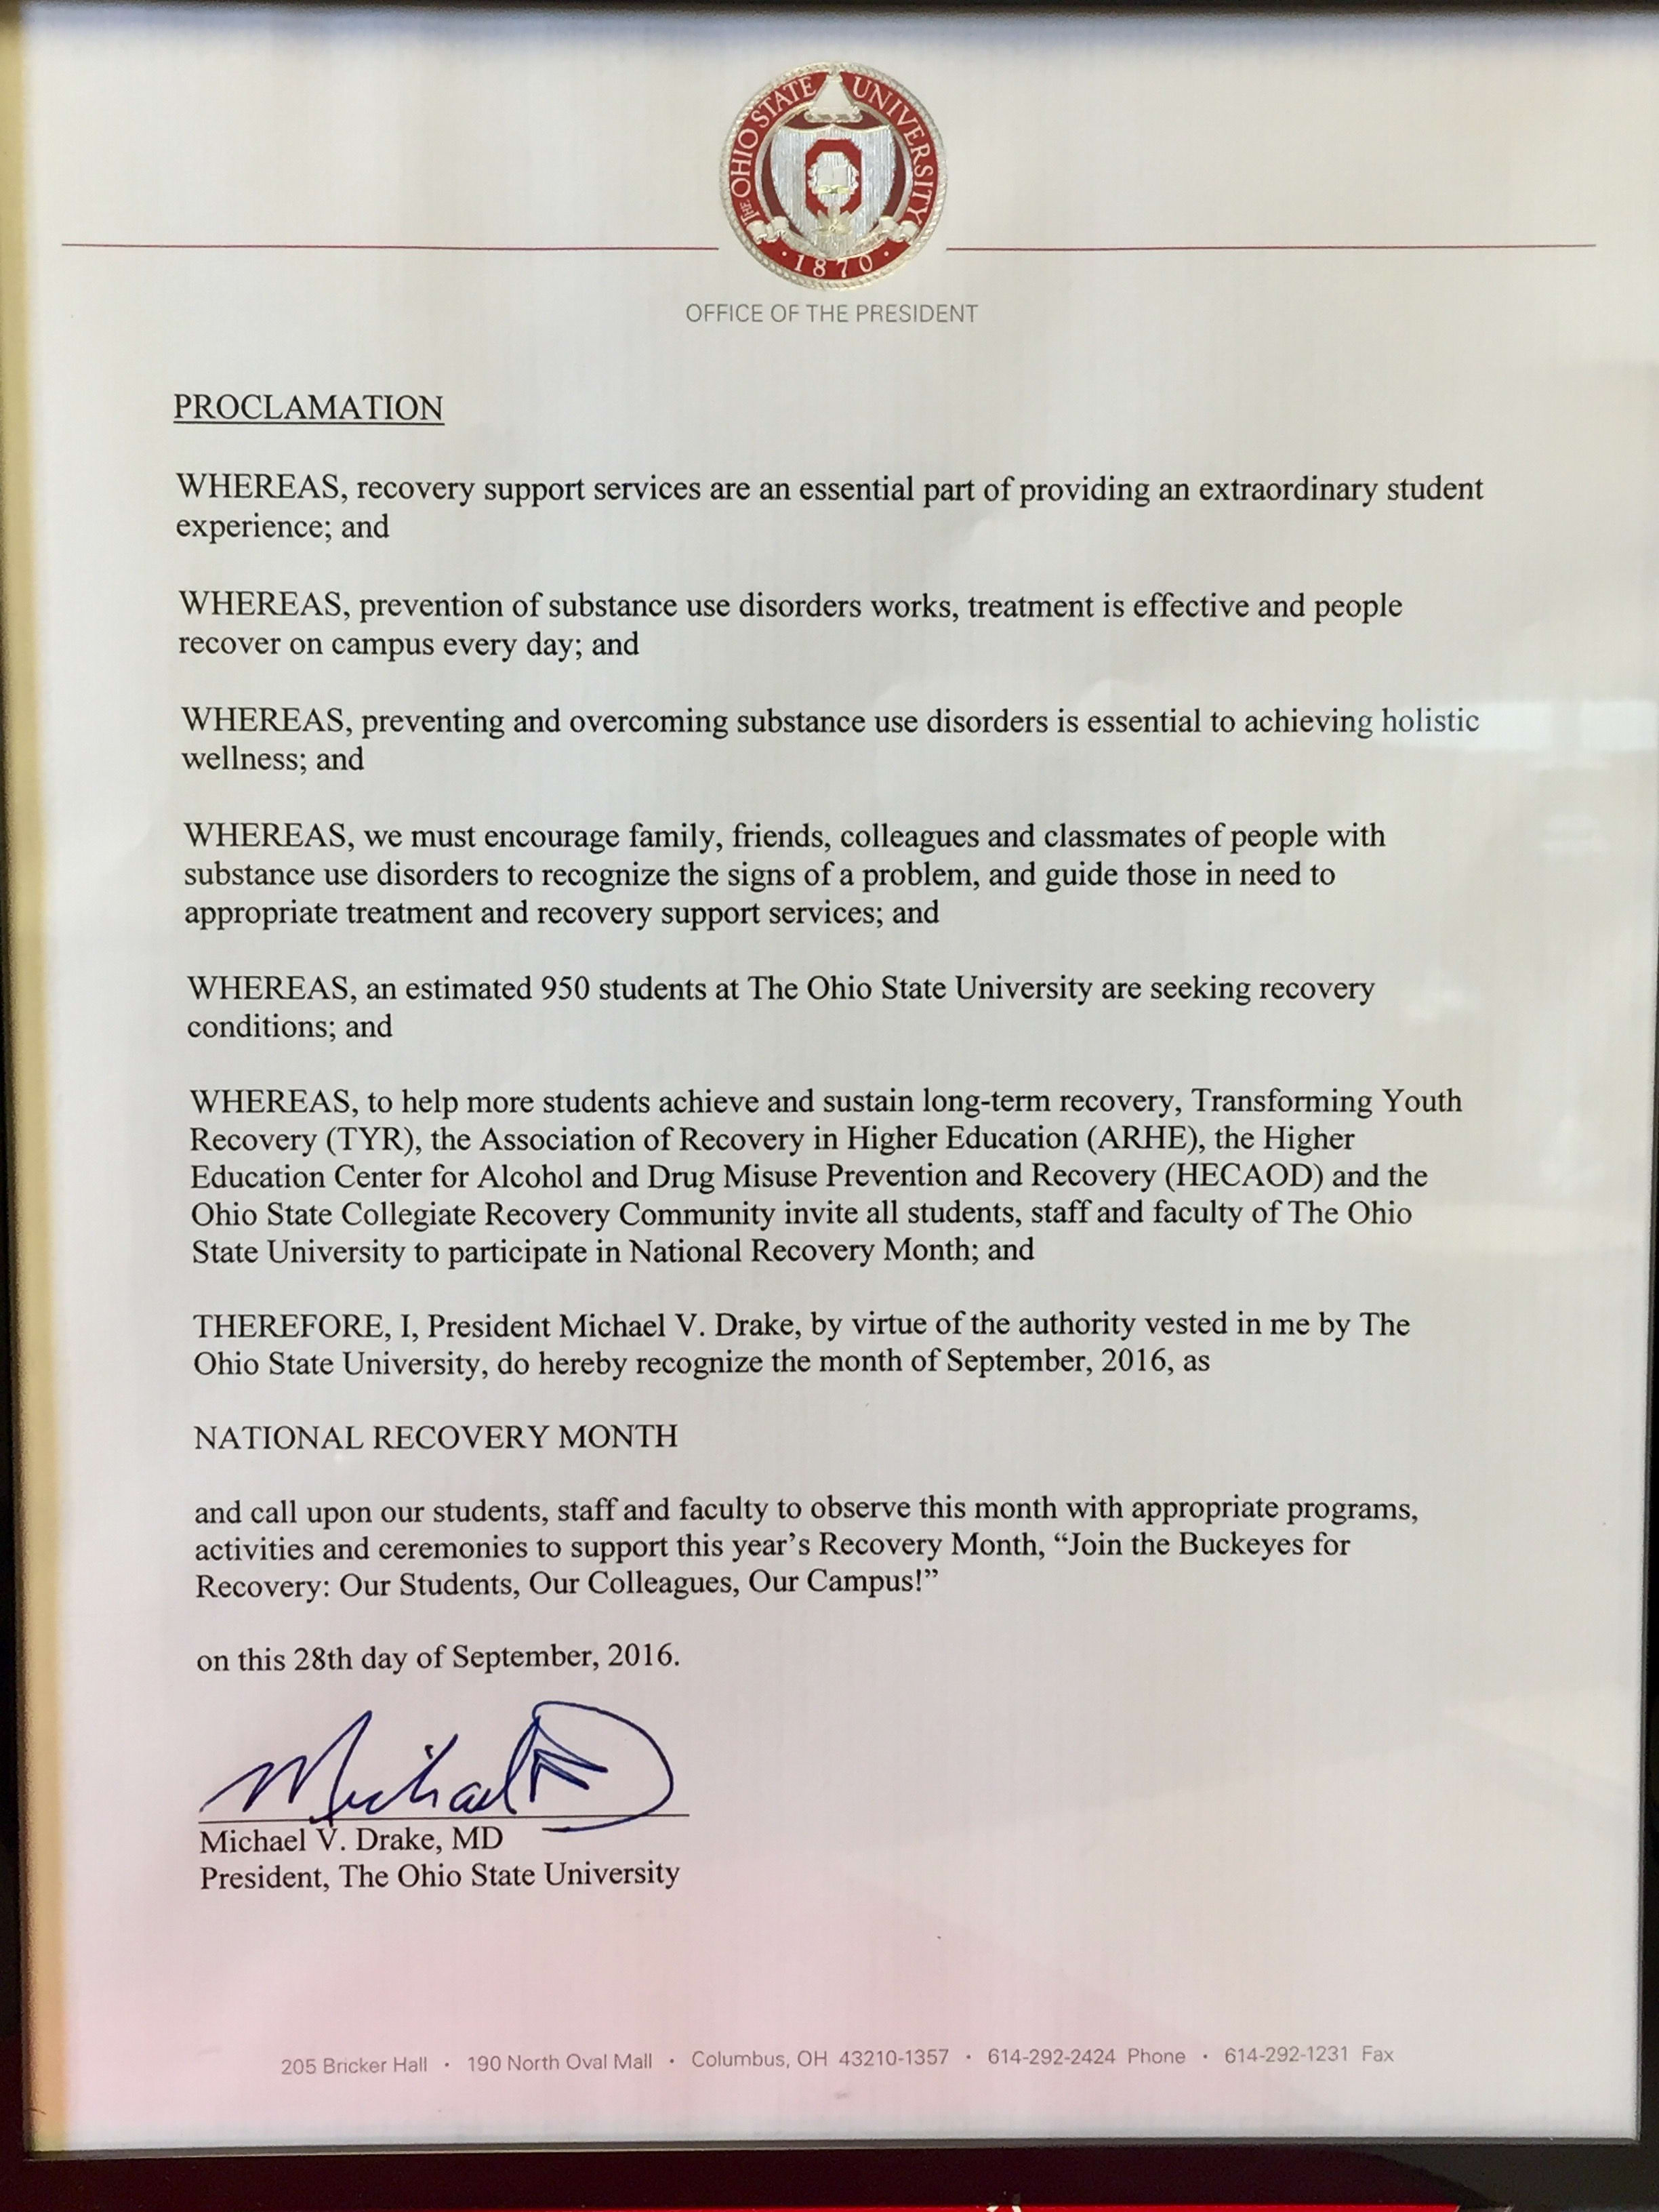 THE OHIO STATE UNIVERSITY
· 1870 ·
OFFICE OF THE PRESIDENT
PROCLAMATION
WHEREAS, recovery support services are an essential part of providing an extraordinary student
experience; and
WHEREAS, prevention of substance use disorders works, treatment is effective and people
recover on campus every day; and
WHEREAS, preventing and overcoming substance use disorders is essential to achieving holistic
wellness; and
WHEREAS, we must encourage family, friends, colleagues and classmates of people with
substance use disorders to recognize the signs of a problem, and guide those in need to
appropriate treatment and recovery support services; and
WHEREAS, an estimated 950 students at The Ohio State University are seeking recovery
conditions; and
WHEREAS, to help more students achieve and sustain long-term recovery, Transforming Youth
Recovery (TYR), the Association of Recovery in Higher Education (ARHE), the Higher
Education Center for Alcohol and Drug Misuse Prevention and Recovery (HECAOD) and the
Ohio State Collegiate Recovery Community invite all students, staff and faculty of The Ohio
State University to participate in National Recovery Month; and
THEREFORE, I, President Michael V. Drake, by virtue of the authority vested in me by The
Ohio State University, do hereby recognize the month of September, 2016, as
NATIONAL RECOVERY MONTH
and call upon our students, staff and faculty to observe this month with appropriate programs,
activities and ceremonies to support this year's Recovery Month, “Join the Buckeyes for
Recovery: Our Students, Our Colleagues, Our Campus!”
on this 28th day of September, 2016.
Michael D
Michael V. Drake, MD
President, The Ohio State University
205 Bricker Hall · 190 North Oval Mall · Columbus, OH 43210-1357 · 614-292-2424 Phone · 614-292-1231 Fax